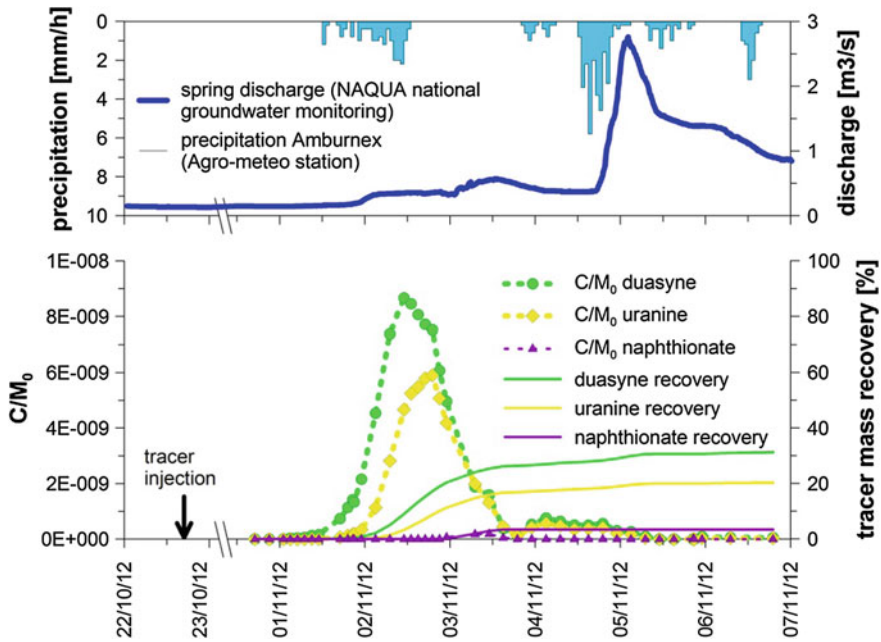 precipitation [mm/h]
0
2
4
6
8
10
spring discharge (NAQUA national
groundwater monitoring)
precipitation Amburnex
(Agro-meteo station)
3
2
1
0
discharge [m3/s]
C/M0
1E-008
8E-009
6E-009
4E-009
2E-009
0E+000
tracer
injection
C/M0 duasyne
C/M0 uranine
C/M0 naphthionate
duasyne recovery
uranine recovery
naphthionate recovery
100
80
60
40
20
0
tracer mass recovery [%]
22/10/12
23/10/12
01/11/12
02/11/12
03/11/12
04/11/12
05/11/12
06/11/12
07/11/12